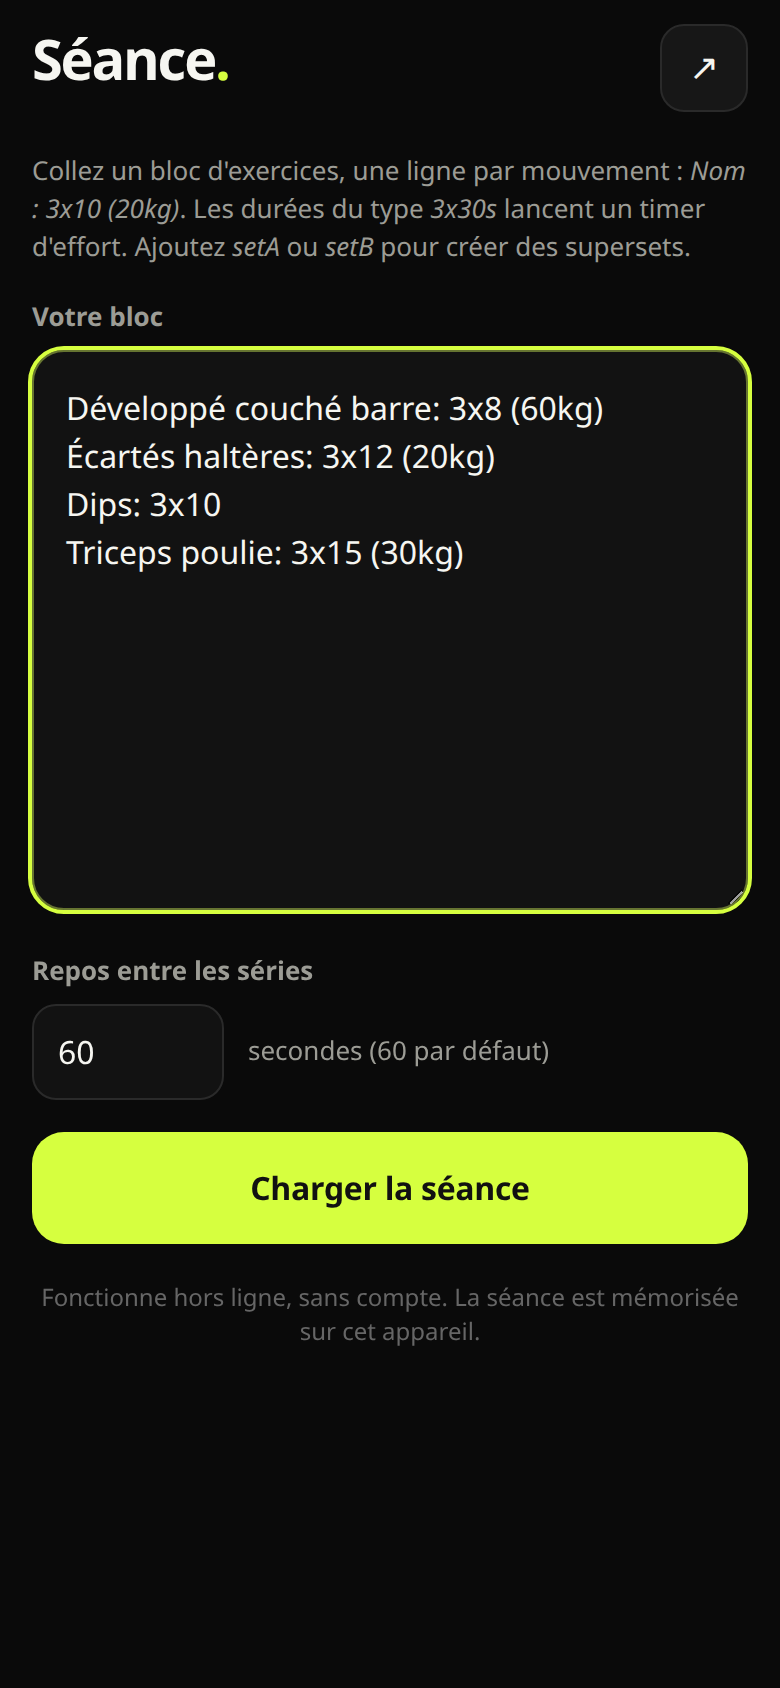 Séance.
↗
Collez un bloc d'exercices, une ligne par mouvement : Nom
: 3x10 (20kg). Les durées du type 3x30s lancent un timer
d'effort. Ajoutez setA ou setB pour créer des supersets.
Votre bloc
Développé couché barre: 3x8 (60kg)
Écartés haltères: 3x12 (20kg)
Dips: 3x10
Triceps poulie: 3x15 (30kg)
Repos entre les séries
60 secondes (60 par défaut)
Charger la séance
Fonctionne hors ligne, sans compte. La séance est mémorisée
sur cet appareil.